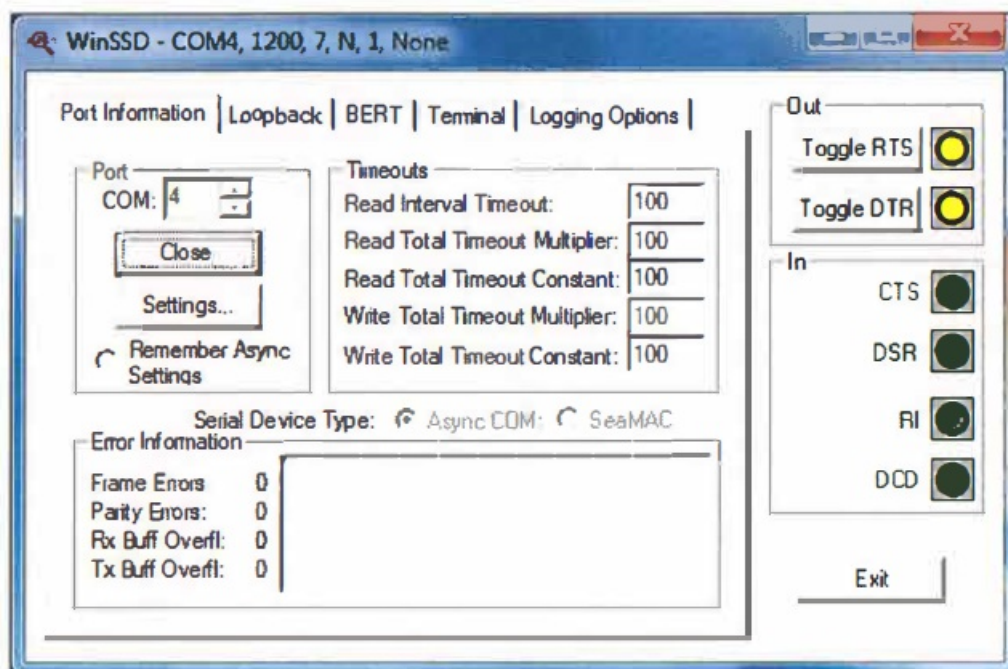 WinSSD - COM4, 1200, 7, N, 1, None
Port Information | Loopback | BERT | Terminal | Logging Options |
Port
COM: 4
Close
Settings...
Remember Async
Settings
Timeouts
Read Interval Timeout: 100
Read Total Timeout Multiplier: 100
Read Total Timeout Constant: 100
Write Total Timeout Multiplier: 100
Write Total Timeout Constant: 100
Serial Device Type: Async COM: SeaMAC
Error Information
Frame Errors 0
Parity Errors: 0
Rx Buff Overfl: 0
Tx Buff Overfl: 0
Out
Toggle RTS
Toggle DTR
In
CTS
DSR
RI
DCD
Exit